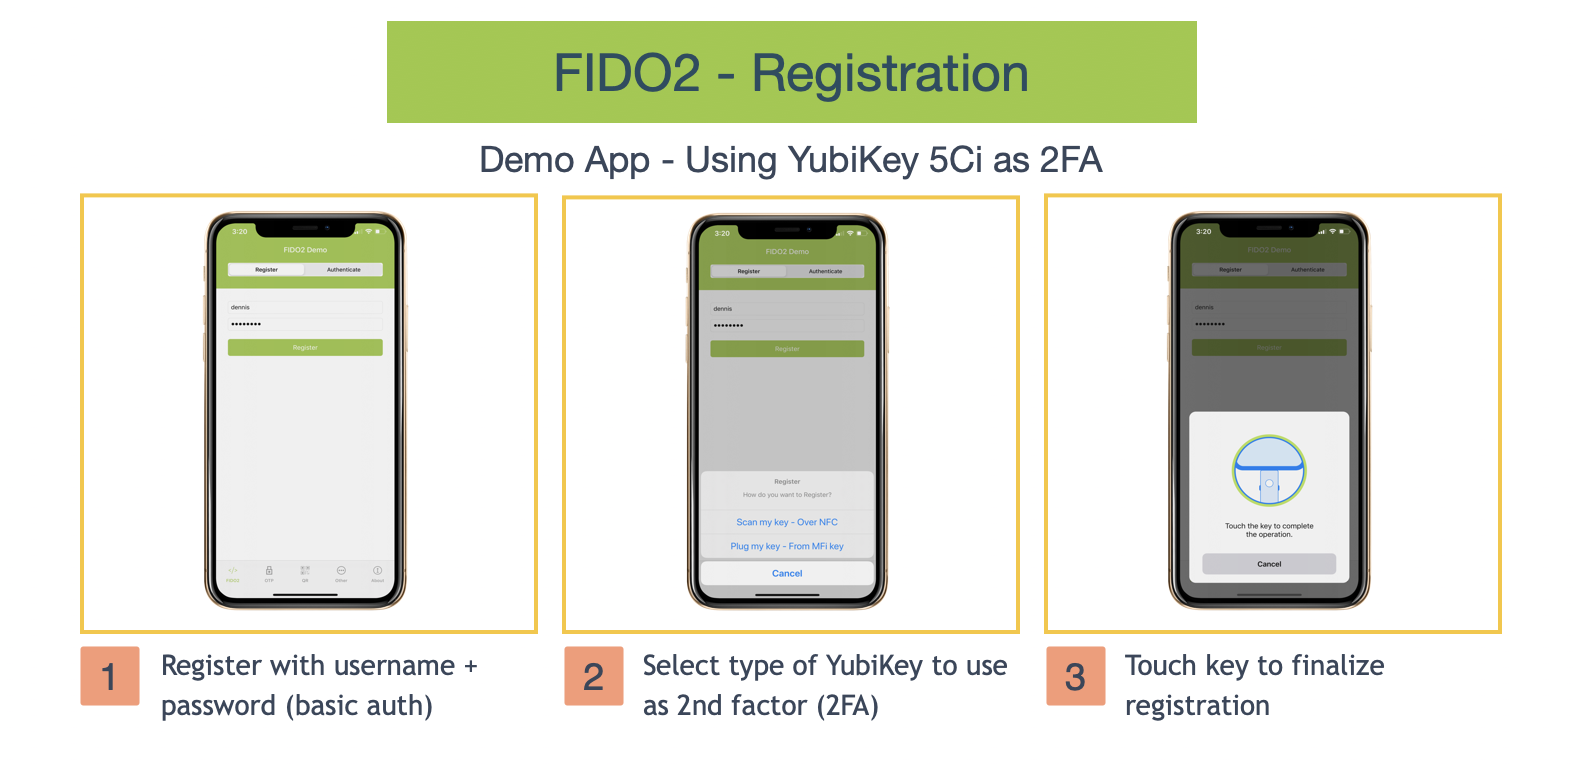 FIDO2 - Registration
Demo App - Using YubiKey 5Ci as 2FA
3:20
FIDO2 Demo
Register
Authenticate
dennis
••••••••
Register
FIDO2
OTP
QR
Other
About
3:20
FIDO2 Demo
Register
Authenticate
dennis
••••••••
Register
Register
How do you want to Register?
Scan my key - Over NFC
Plug my key - From MFi key
Cancel
3:20
FIDO2 Demo
Register
Authenticate
dennis
••••••••
Register
Touch the key to complete
the operation.
Cancel
1
Register with username +
password (basic auth)
2
Select type of YubiKey to use
as 2nd factor (2FA)
3
Touch key to finalize
registration